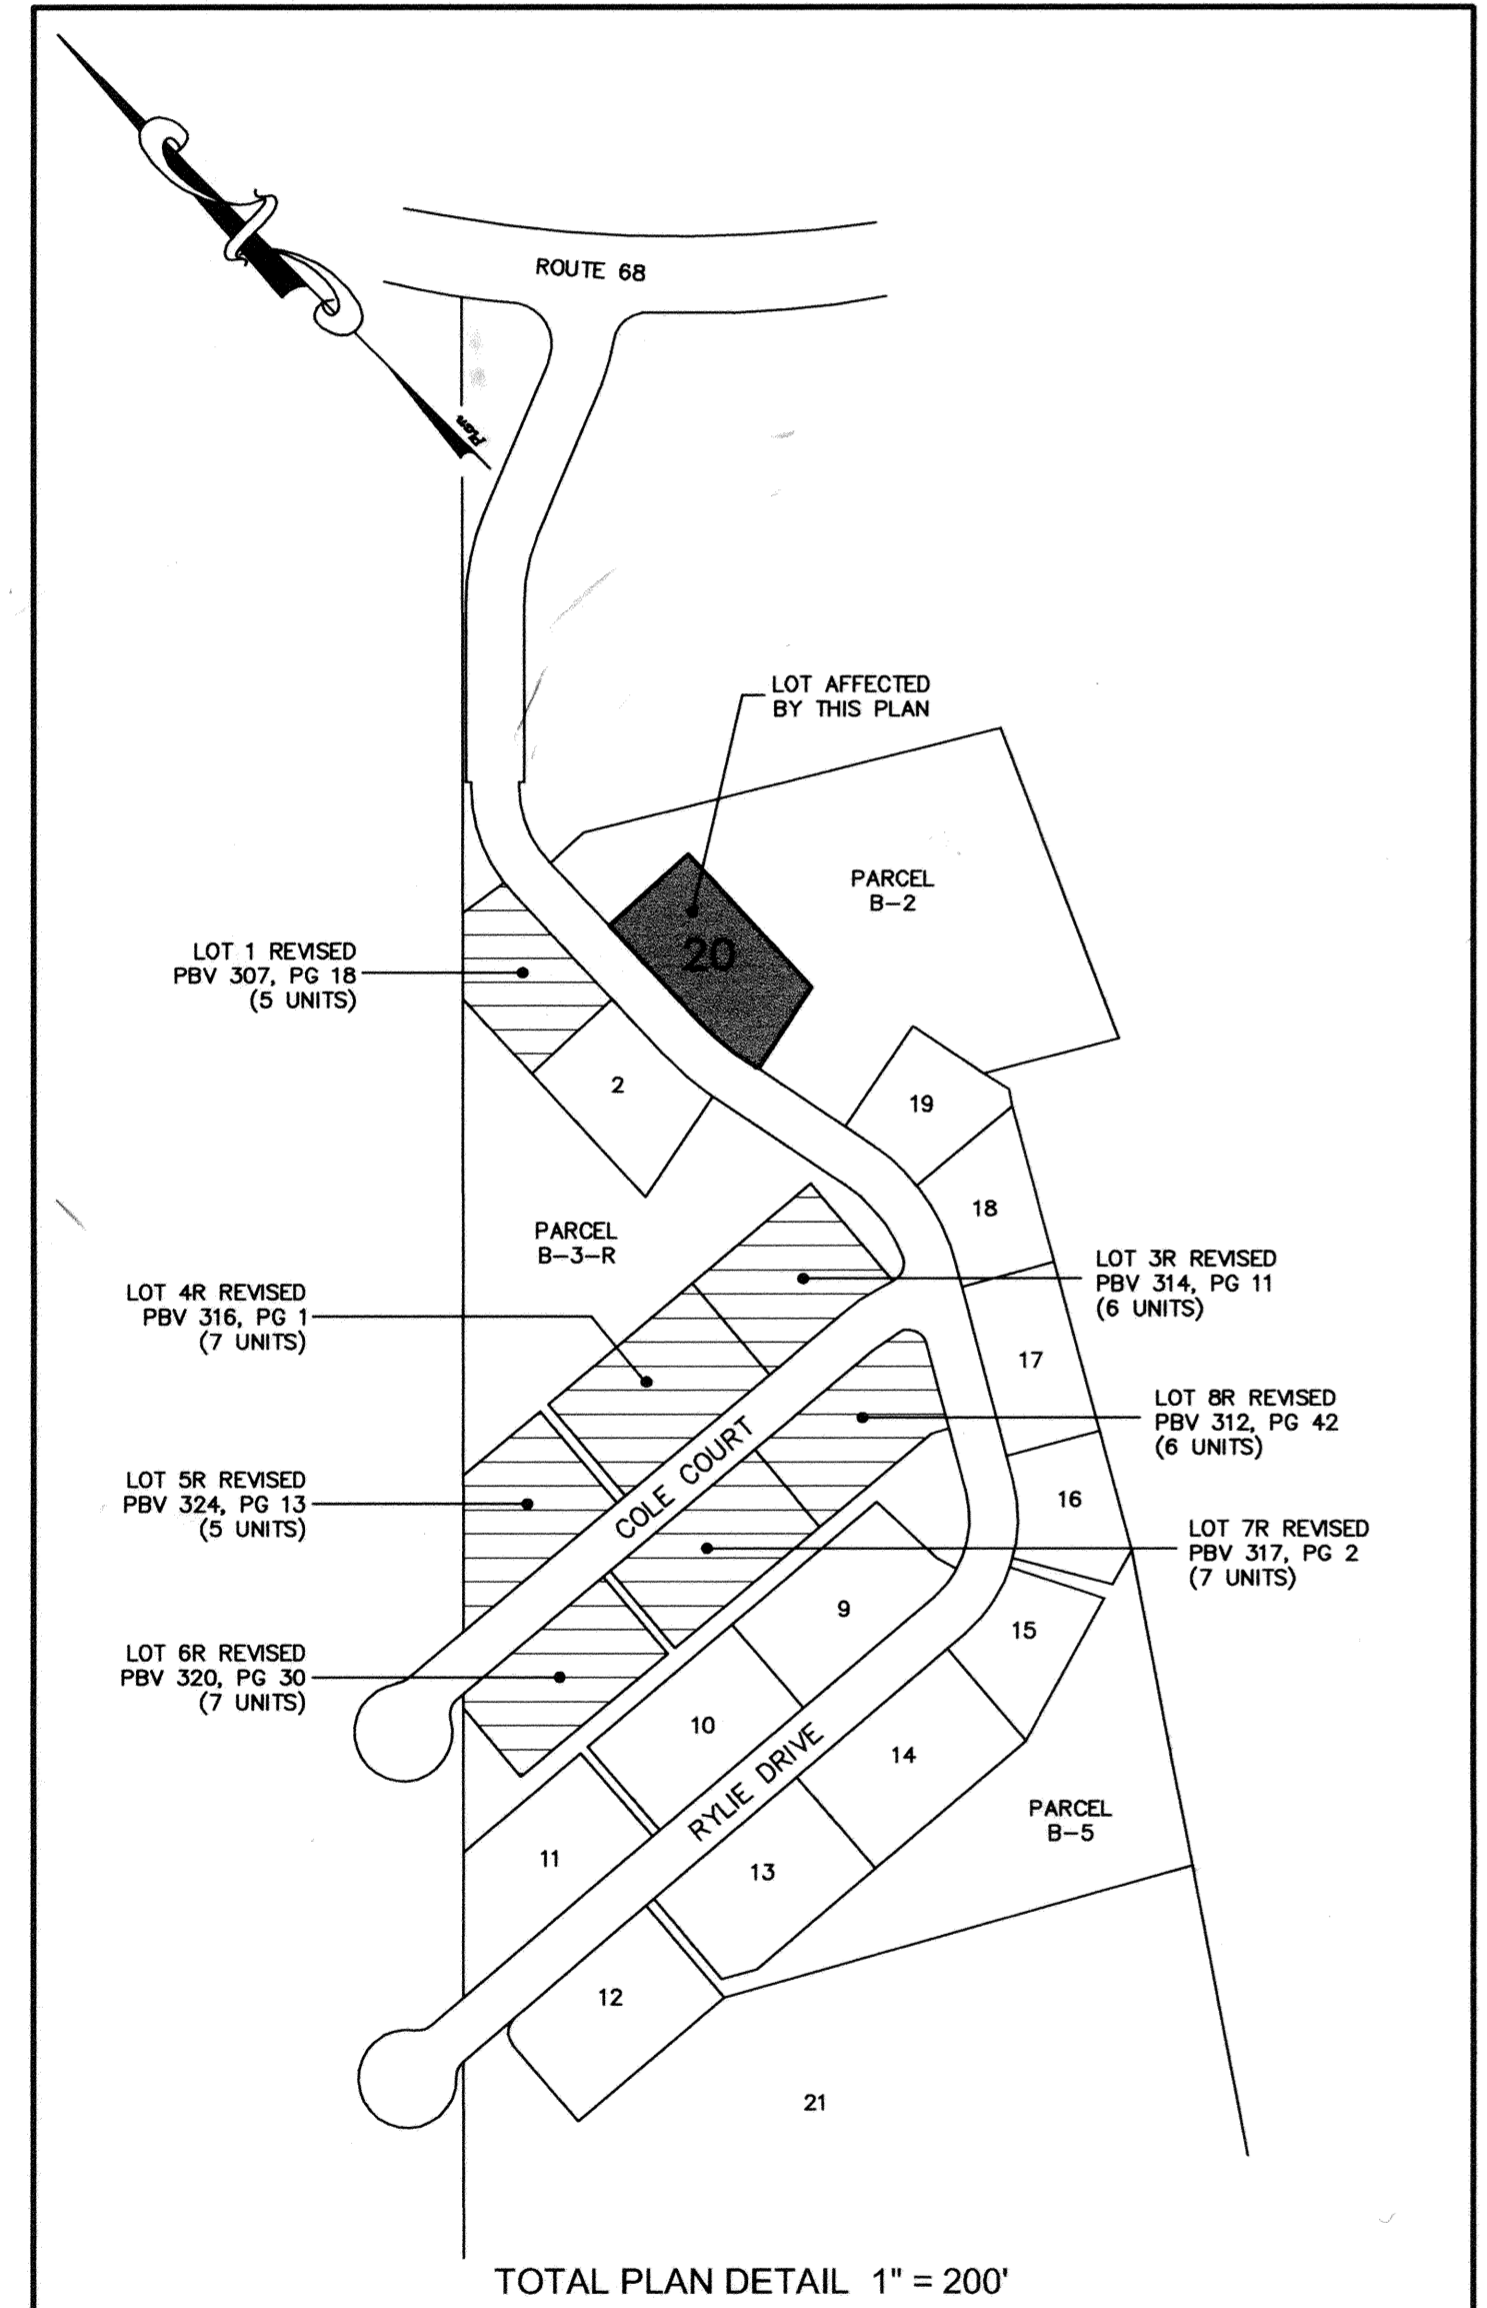 ROUTE 68
Plan
LOT AFFECTED
BY THIS PLAN
PARCEL
B-2
20
LOT 1 REVISED
PBV 307, PG 18
(5 UNITS)
2
19
18
PARCEL
B-3-R
LOT 3R REVISED
PBV 314, PG 11
(6 UNITS)
LOT 4R REVISED
PBV 316, PG 1
(7 UNITS)
17
LOT 8R REVISED
PBV 312, PG 42
(6 UNITS)
COLE COURT
LOT 5R REVISED
PBV 324, PG 13
(5 UNITS)
16
LOT 7R REVISED
PBV 317, PG 2
(7 UNITS)
9
15
LOT 6R REVISED
PBV 320, PG 30
(7 UNITS)
10
RYLIE DRIVE
14
PARCEL
B-5
11
13
12
21
TOTAL PLAN DETAIL 1" = 200'